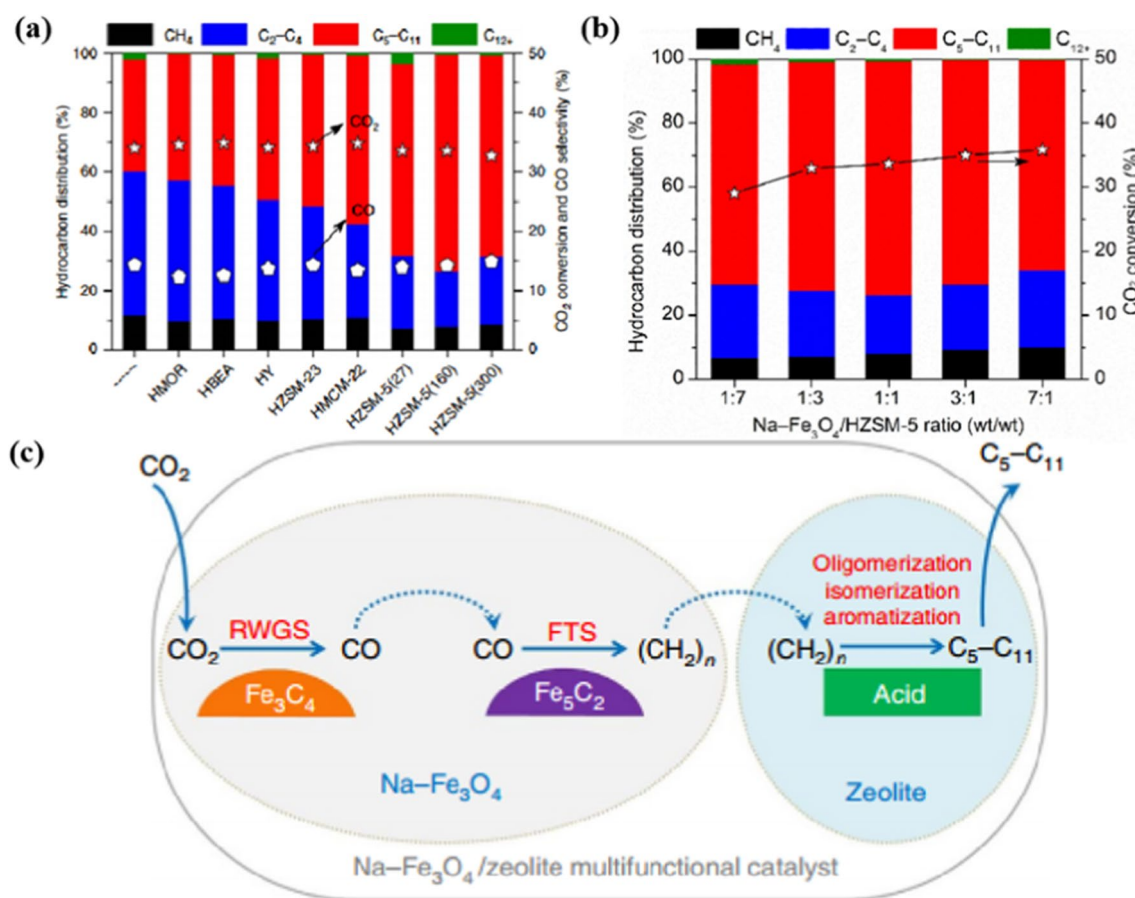 (a)
CH₄ C₂–C₄ C₅–C₁₁ C₁₂₊
Hydrocarbon distribution (%)
100
80
60
40
20
0
CO₂
CO
50
40
30
20
10
0
CO₂ conversion and CO selectivity (%)
-----
HMOR
HBEA
HY
HZSM-23
HMCM-22
HZSM-5(27)
HZSM-5(160)
HZSM-5(300)
(b)
CH₄ C₂–C₄ C₅–C₁₁ C₁₂₊
Hydrocarbon distribution (%)
100
80
60
40
20
0
60
50
40
30
20
10
0
CO₂ conversion (%)
1:7 1:3 1:1 3:1 7:1
Na–Fe₃O₄/HZSM-5 ratio (wt/wt)
(c)
CO₂
C₅–C₁₁
Oligomerization
isomerization
aromatization
CO₂ RWGS CO CO FTS (CH₂)ₙ (CH₂)ₙ C₅–C₁₁
Fe₃C₄ Fe₅C₂ Acid
Na–Fe₃O₄ Zeolite
Na–Fe₃O₄/zeolite multifunctional catalyst